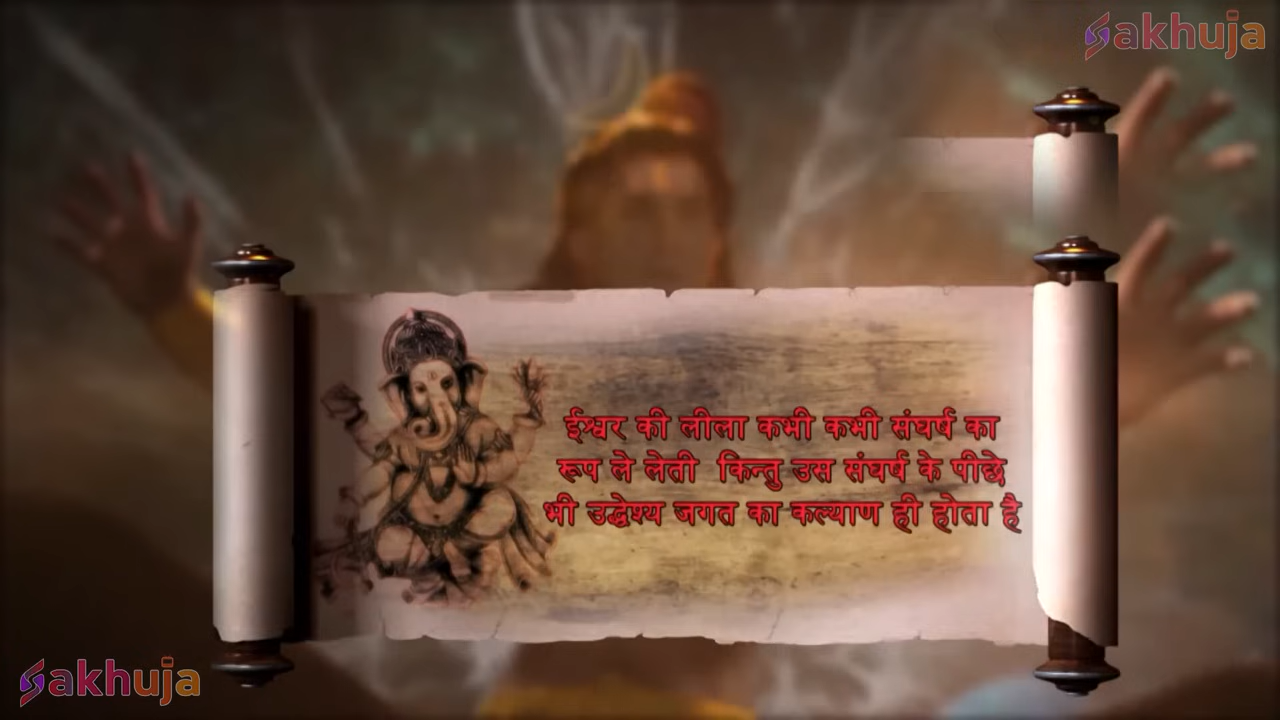 Sakhuja
ईश्वर की लीला कभी कभी संघर्ष का
रूप ले लेती किन्तु उस संघर्ष के पीछे
भी उद्धेश्य जगत का कल्याण ही होता है
Sakhuja